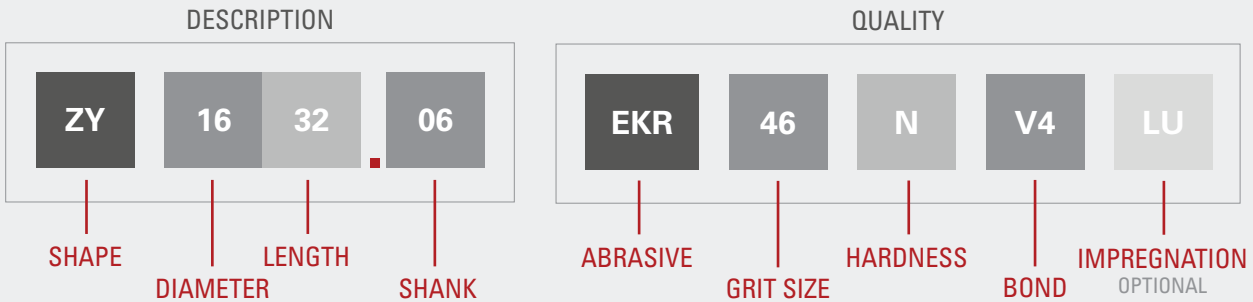 DESCRIPTION
ZY 16 32 . 06
SHAPE
DIAMETER
LENGTH
SHANK
QUALITY
EKR 46 N V4 LU
ABRASIVE
GRIT SIZE
HARDNESS
BOND
IMPREGNATION
OPTIONAL